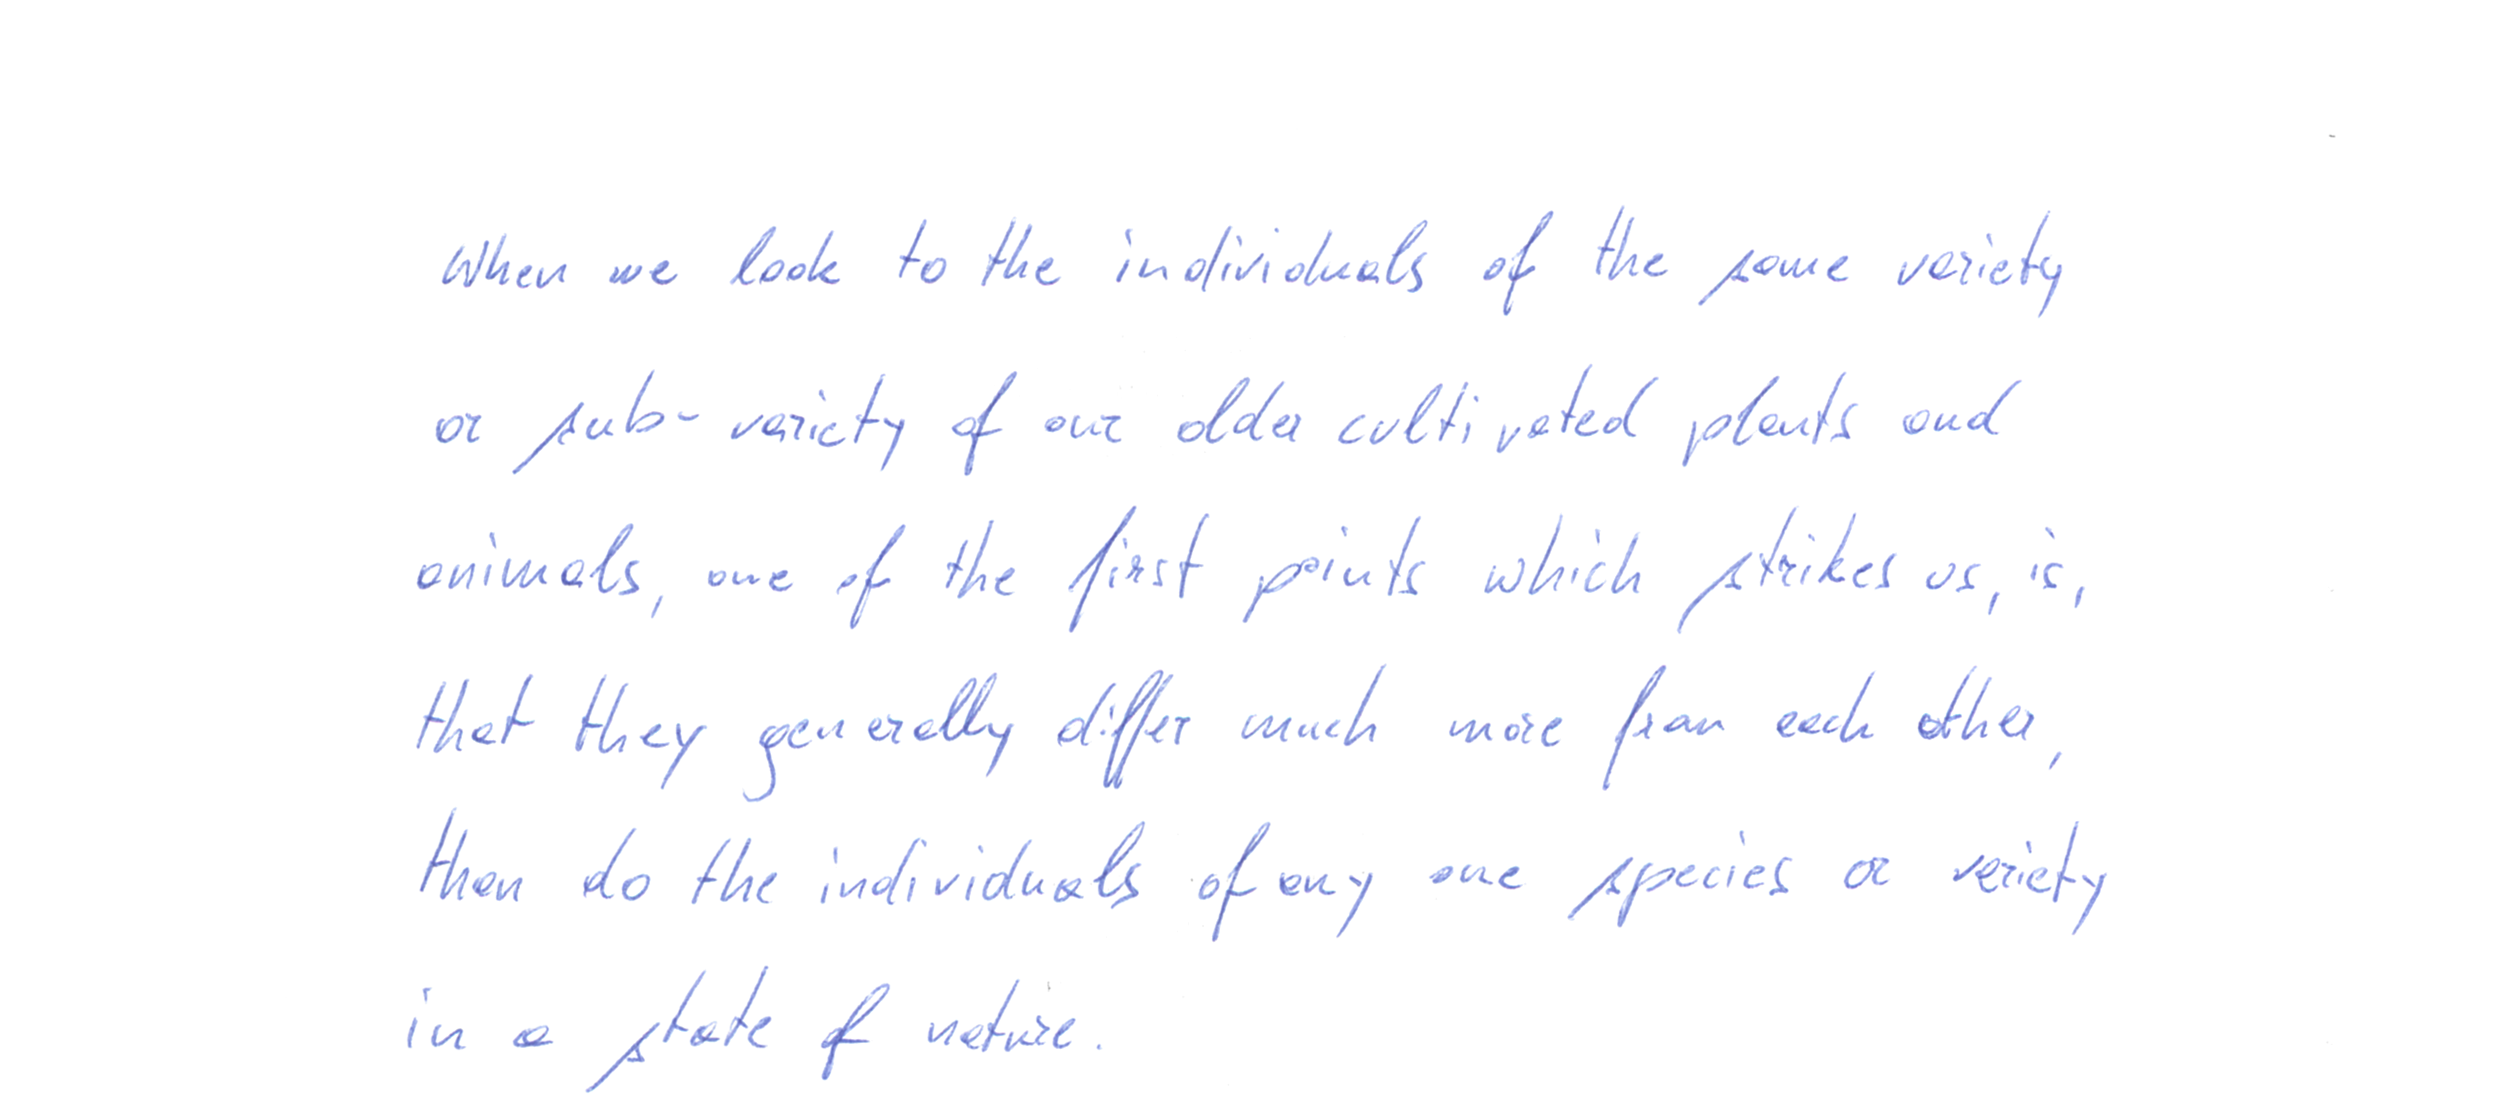 When we look to the individuals of the same variety
or sub-variety of our older cultivated plants and
animals, one of the first points which strikes us, is,
that they generally differ much more from each other,
than do the individuals of any one species or variety
in a state of nature.